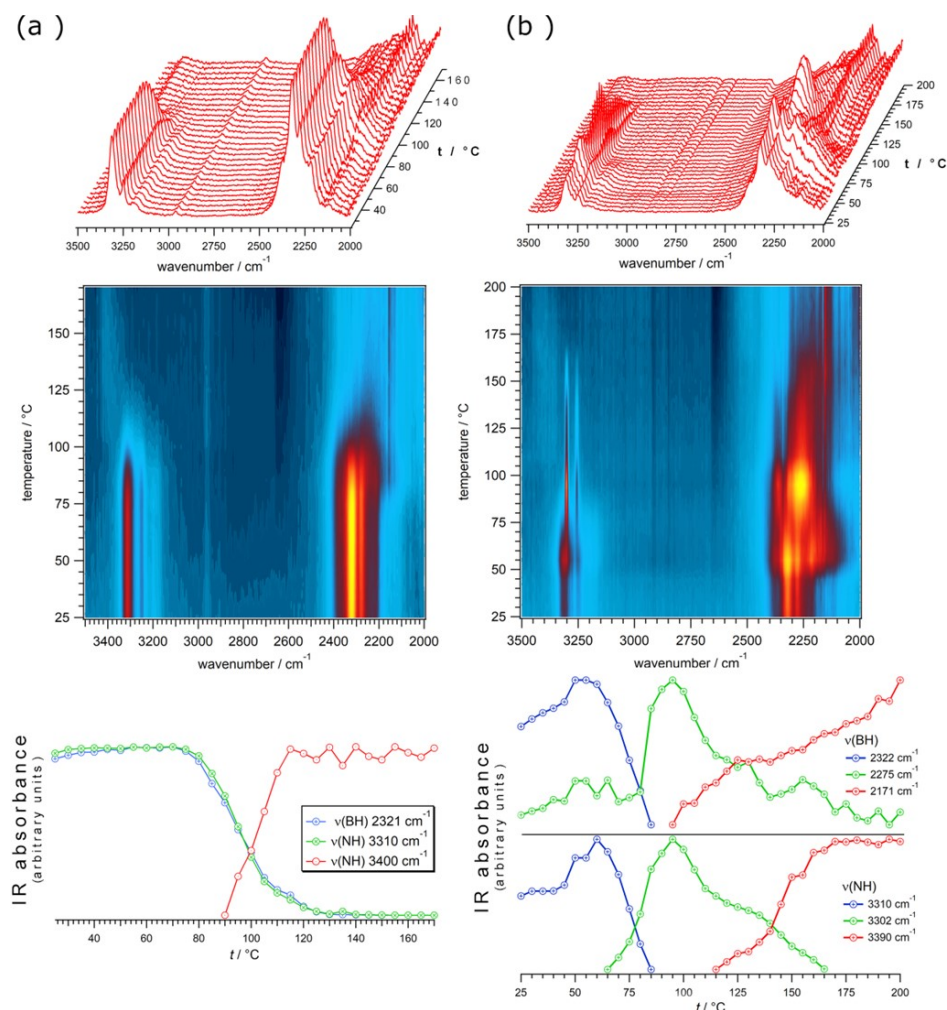 (a )
160
140
120
100
80
60
40
t / °C
3500 3250 3000 2750 2500 2250 2000
wavenumber / cm-1
(b )
200
175
150
125
100
75
50
25
t / °C
3500 3250 3000 2750 2500 2250 2000
wavenumber / cm-1
temperature / °C
150
125
100
75
50
25
3400 3200 3000 2800 2600 2400 2200 2000
wavenumber / cm-1
temperature / °C
200
175
150
125
100
75
50
25
3500 3250 3000 2750 2500 2250 2000
wavenumber / cm-1
IR absorbance
(arbitrary units)
ν(BH) 2321 cm-1
ν(NH) 3310 cm-1
ν(NH) 3400 cm-1
40 60 80 100 120 140 160
t / °C
IR absorbance
(arbitrary units)
ν(BH)
2322 cm-1
2275 cm-1
2171 cm-1
ν(NH)
3310 cm-1
3302 cm-1
3390 cm-1
25 50 75 100 125 150 175 200
t / °C